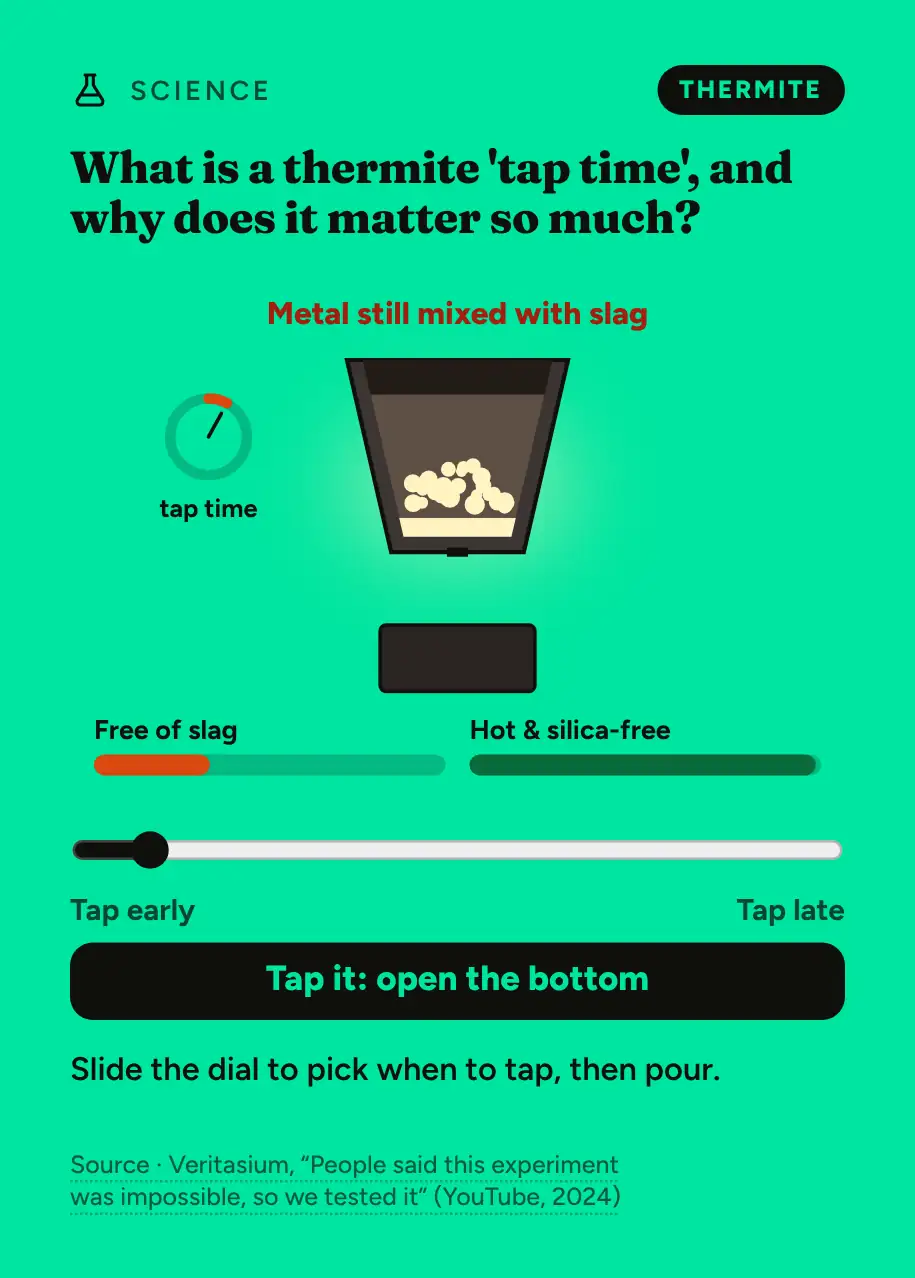 SCIENCE
THERMITE
What is a thermite 'tap time', and
why does it matter so much?
Metal still mixed with slag
tap time
Free of slag
Hot & silica-free
Tap early
Tap late
Tap it: open the bottom
Slide the dial to pick when to tap, then pour.
Source · Veritasium, “People said this experiment
was impossible, so we tested it” (YouTube, 2024)